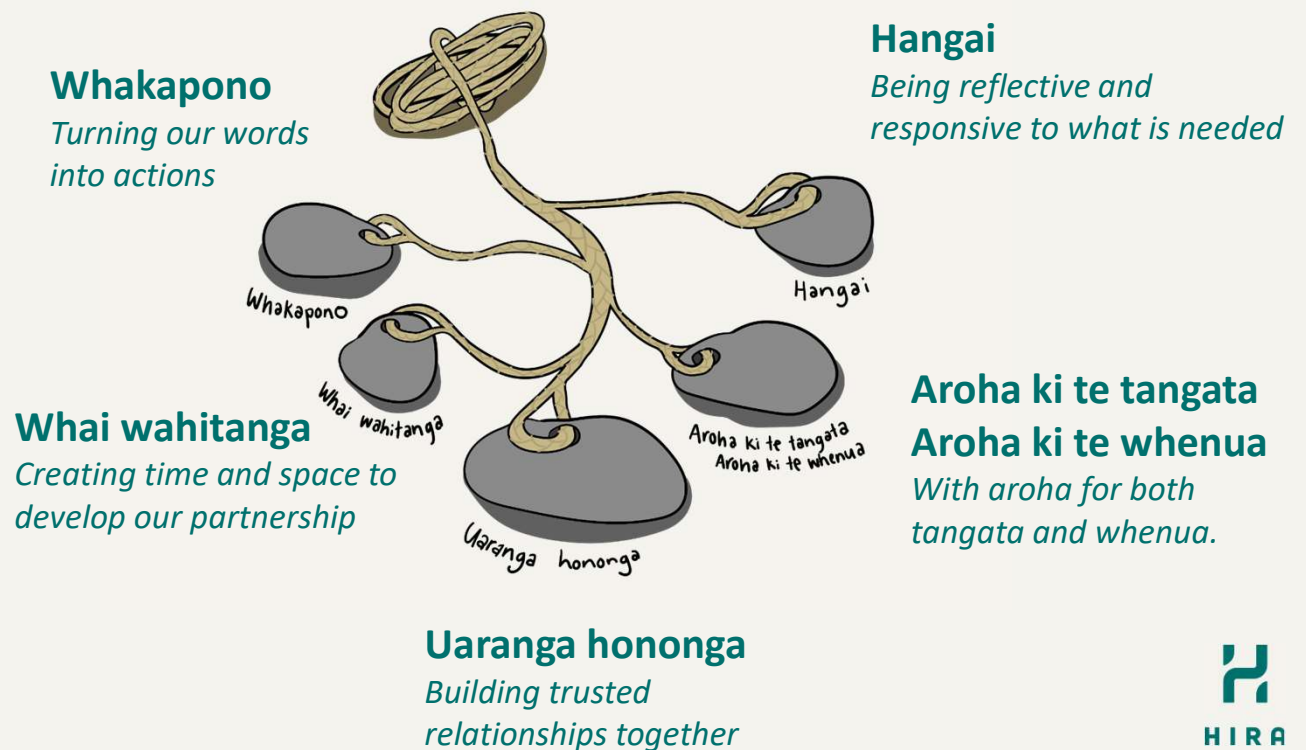 Whakapono
Turning our words
into actions
Hangai
Being reflective and
responsive to what is needed
Whakapono
Hangai
Whai wahitanga
Aroha ki te tangata
Aroha ki te whenua
Uaranga hononga
Whai wahitanga
Creating time and space to
develop our partnership
Aroha ki te tangata
Aroha ki te whenua
With aroha for both
tangata and whenua.
Uaranga hononga
Building trusted
relationships together
HIRA